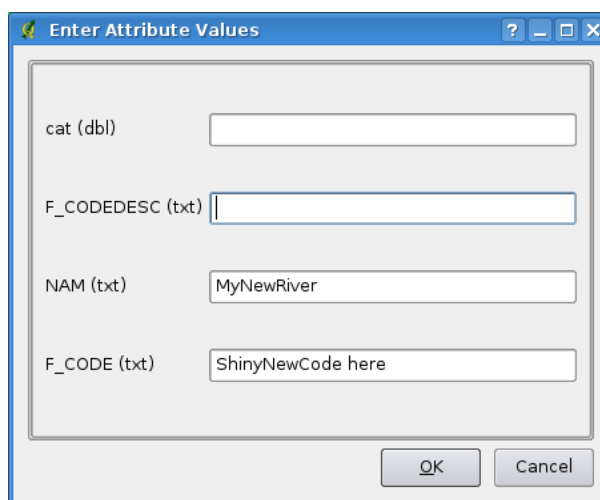 Enter Attribute Values
cat (dbl)
F_CODEDESC (txt)
NAM (txt) MyNewRiver
F_CODE (txt) ShinyNewCode here
OK Cancel